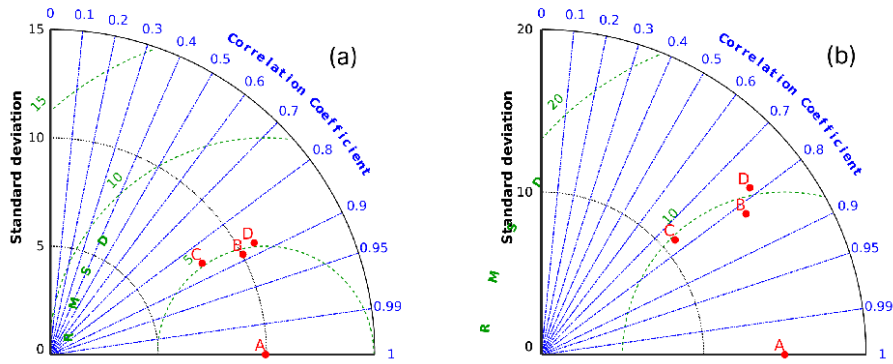 (a)
Standard deviation
Correlation Coefficient
15
10
5
0
0
0.1
0.2
0.3
0.4
0.5
0.6
0.7
0.8
0.9
0.95
0.99
1
15
10
5
R M S D
A
B
C
D
(b)
Standard deviation
Correlation Coefficient
20
10
0
0
0.1
0.2
0.3
0.4
0.5
0.6
0.7
0.8
0.9
0.95
0.99
1
20
10
R M S D
A
B
C
D